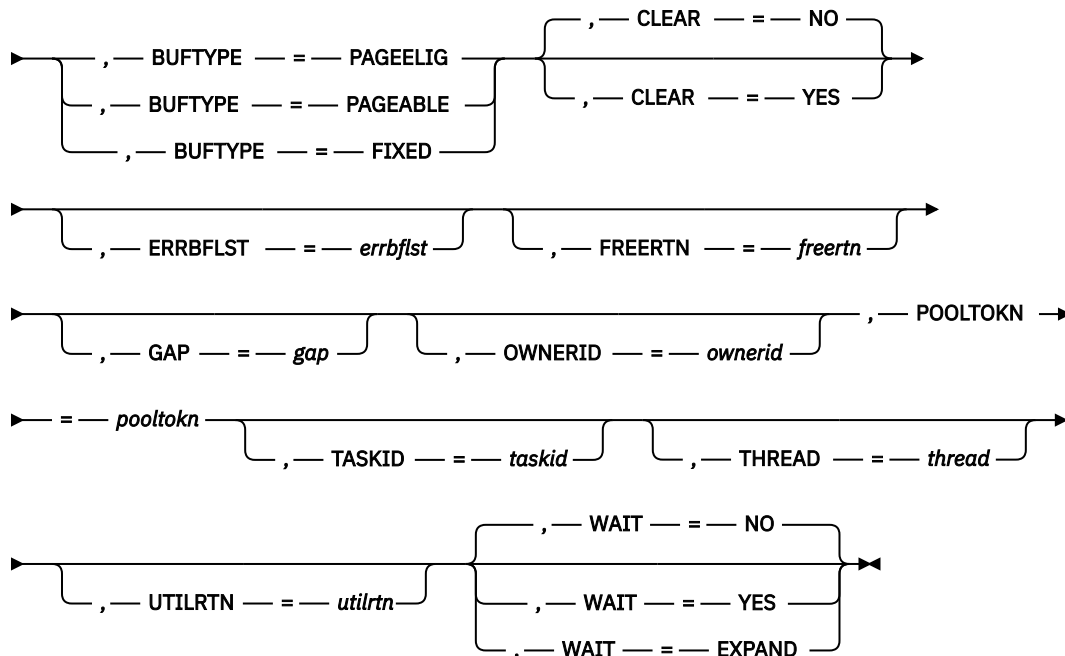 , CLEAR = NO
, BUFTYPE = PAGEELIG
, BUFTYPE = PAGEABLE
, CLEAR = YES
, BUFTYPE = FIXED
, ERRBFLST = errbflst
, FREERTN = freertn
, GAP = gap
, OWNERID = ownerid
, POOLTOKN
= pooltokn
, TASKID = taskid
, THREAD = thread
, UTILRTN = utilrtn
, WAIT = NO
, WAIT = YES
, WAIT = EXPAND